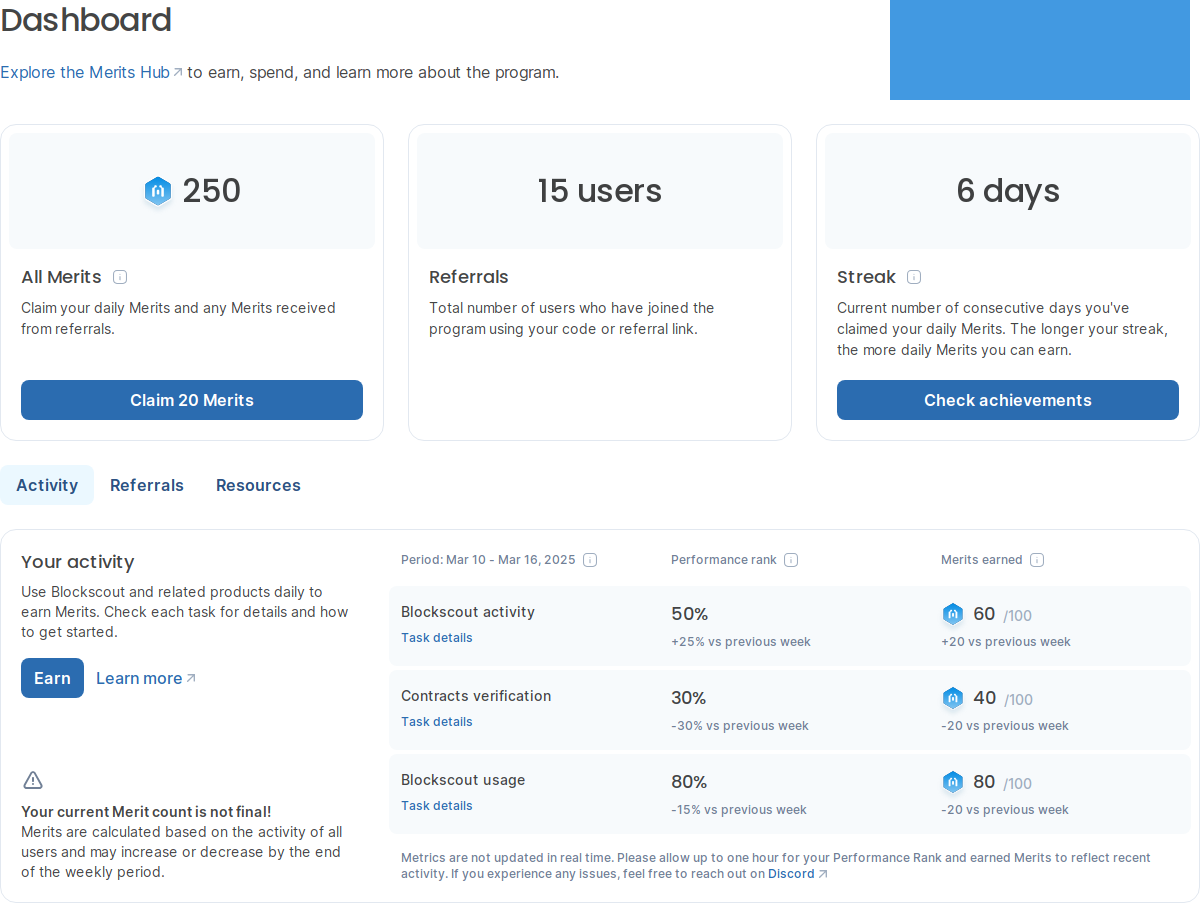 Dashboard
Explore the Merits Hub to earn, spend, and learn more about the program.
250
All Merits
Claim your daily Merits and any Merits received
from referrals.
Claim 20 Merits
15 users
Referrals
Total number of users who have joined the
program using your code or referral link.
6 days
Streak
Current number of consecutive days you've
claimed your daily Merits. The longer your streak,
the more daily Merits you can earn.
Check achievements
Activity
Referrals
Resources
Your activity
Use Blockscout and related products daily to
earn Merits. Check each task for details and how
to get started.
Earn
Learn more
Your current Merit count is not final!
Merits are calculated based on the activity of all
users and may increase or decrease by the end
of the weekly period.
Period: Mar 10 - Mar 16, 2025
Performance rank
Merits earned
Blockscout activity
Task details
50%
+25% vs previous week
60 /100
+20 vs previous week
Contracts verification
Task details
30%
-30% vs previous week
40 /100
-20 vs previous week
Blockscout usage
Task details
80%
-15% vs previous week
80 /100
-20 vs previous week
Metrics are not updated in real time. Please allow up to one hour for your Performance Rank and earned Merits to reflect recent
activity. If you experience any issues, feel free to reach out on Discord